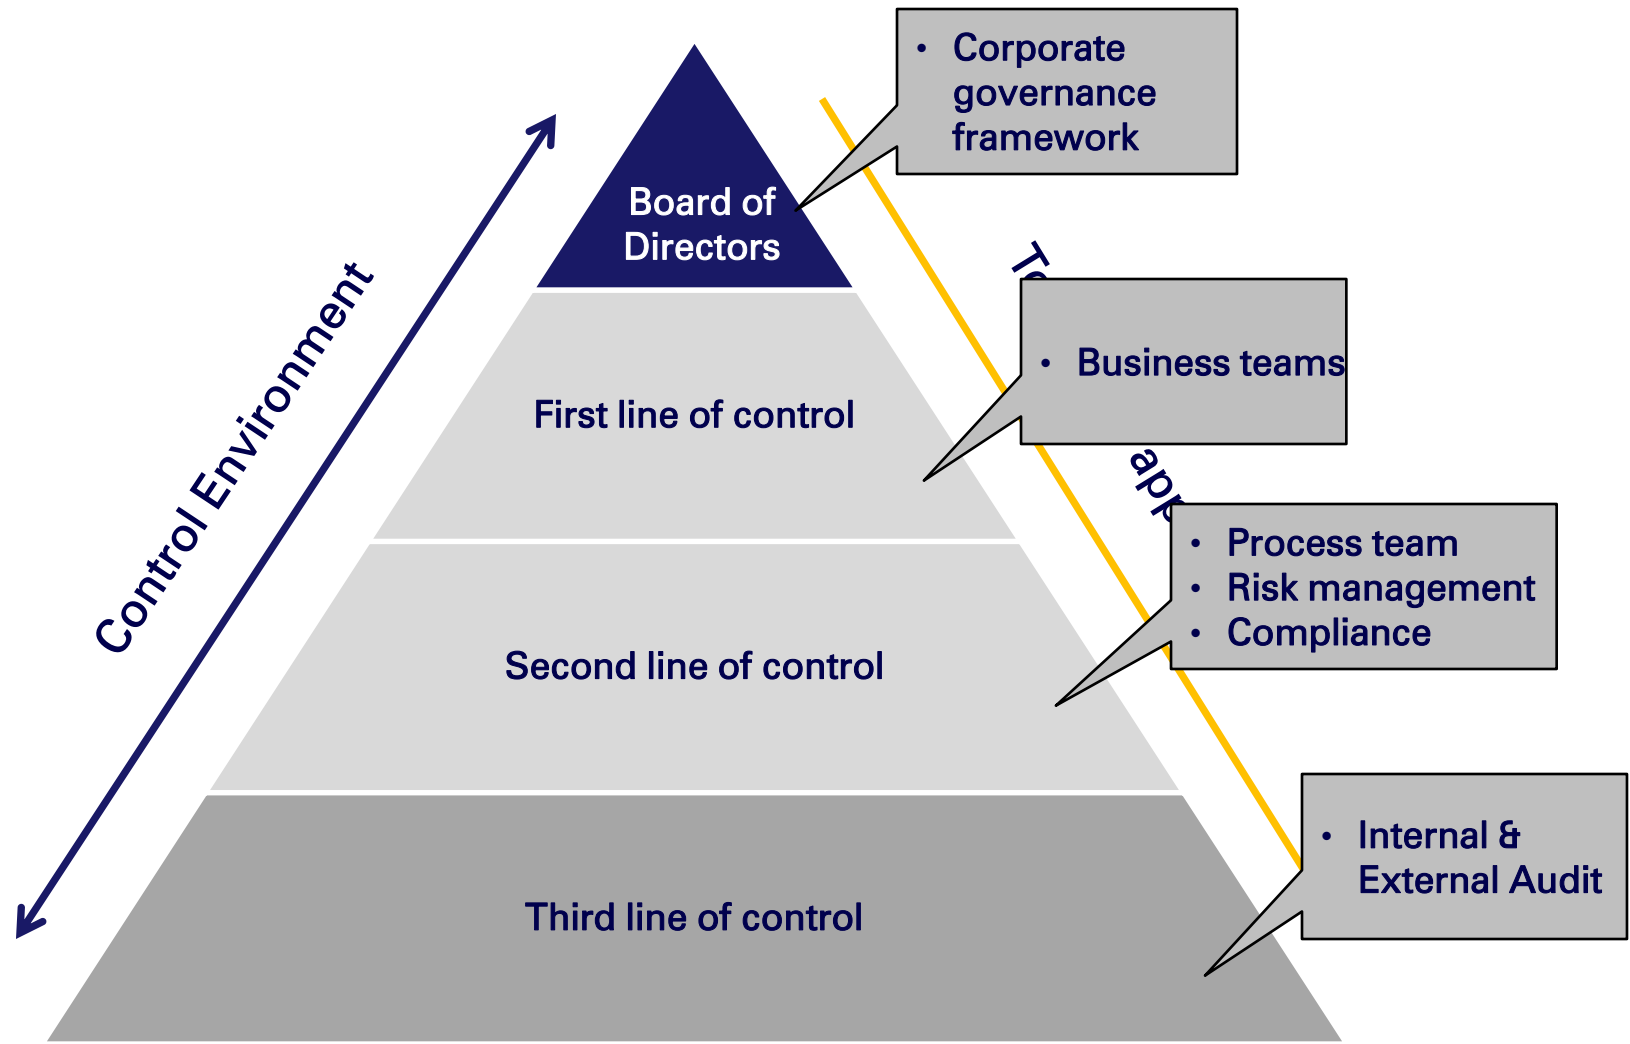 • Corporate
governance
framework
Board of
Directors
Control Environment
• Business teams
First line of control
• Process team
• Risk management
• Compliance
Second line of control
• Internal &
External Audit
Third line of control